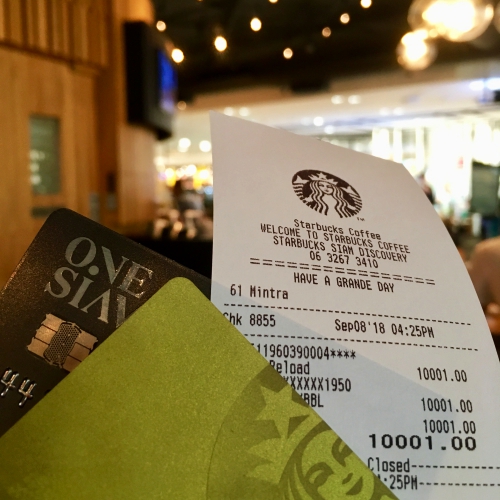 ONE
SIAM
44
Starbucks Coffee
WELCOME TO STARBUCKS COFFEE
STARBUCKS SIAM DISCOVERY
06 3267 3410
HAVE A GRANDE DAY
61 Mintra
Chk 8855 Sep08'18 04:25PM
11960390004****
Reload 10001.00
XXXXXX1950
BBL 10001.00
10001.00
10001.00
Closed
:25PM